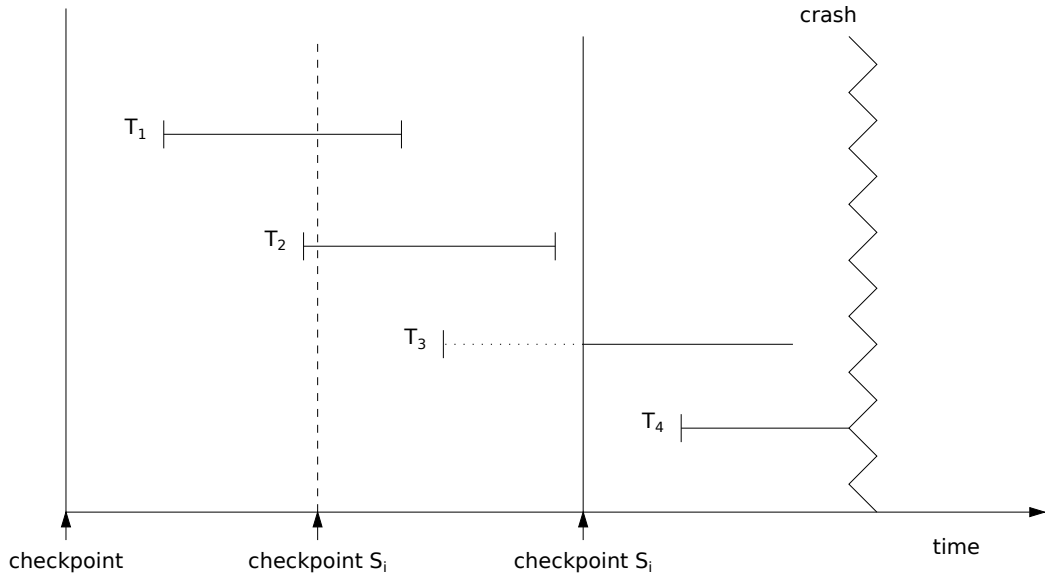 crash
T₁
T₂
T₃
T₄
checkpoint
checkpoint Sᵢ
checkpoint Sᵢ
time